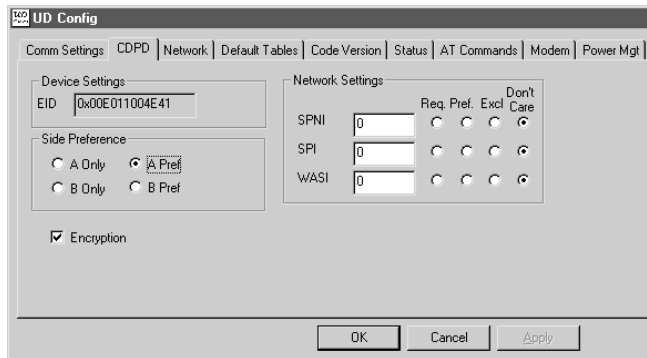 UD Config
Comm Settings CDPD Network Default Tables Code Version Status AT Commands Modem Power Mgt
Device Settings
EID 0x00E011004E41
Side Preference
A Only A Pref
B Only B Pref
Encryption
Network Settings
Req. Pref. Excl Don't Care
SPNI 0
SPI 0
WASI 0
OK Cancel Apply